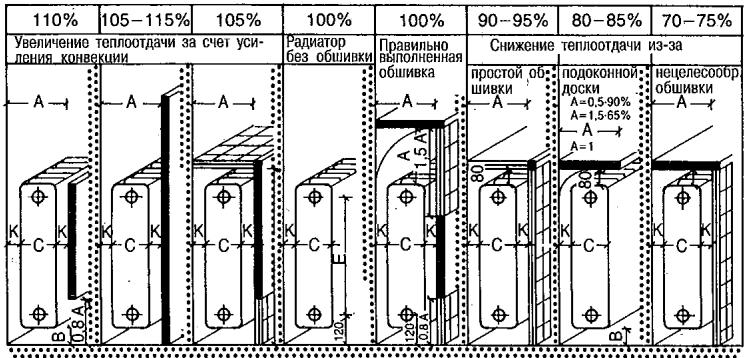 110%
105–115%
105%
100%
100%
90–95%
80–85%
70–75%
Увеличение теплоотдачи за счет уси-
ления конвекции
Радиатор
без обшивки
Правильно
выполненная
обшивка
Снижение теплоотдачи из-за
простой об
шивки
подоконной
доски
А=0,5·90%
А=1,5·65%
А=1
нецелесообр.
обшивки
А
А
А
А
А
А
А
А
1,5 А
80
80
К С К
К С К
К С К
С
К С К
К С К
С
К С К
Е
В
0,8 А
120
120
0,8 А
В